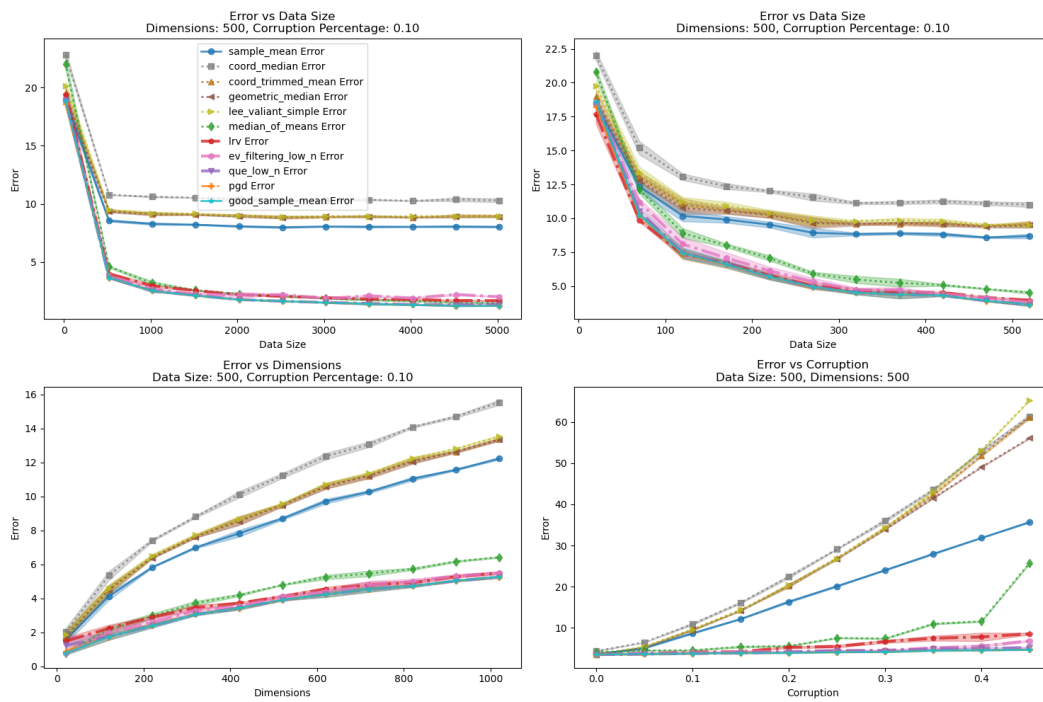 Error vs Data Size
Dimensions: 500, Corruption Percentage: 0.10
Error
20
15
10
5
0
1000
2000
3000
4000
5000
Data Size
sample_mean Error
coord_median Error
coord_trimmed_mean Error
geometric_median Error
lee_valiant_simple Error
median_of_means Error
lrv Error
ev_filtering_low_n Error
que_low_n Error
pgd Error
good_sample_mean Error
Error vs Data Size
Dimensions: 500, Corruption Percentage: 0.10
Error
22.5
20.0
17.5
15.0
12.5
10.0
7.5
5.0
0
100
200
300
400
500
Data Size
Error vs Dimensions
Data Size: 500, Corruption Percentage: 0.10
Error
16
14
12
10
8
6
4
2
0
0
200
400
600
800
1000
Dimensions
Error vs Corruption
Data Size: 500, Dimensions: 500
Error
60
50
40
30
20
10
0.0
0.1
0.2
0.3
0.4
Corruption